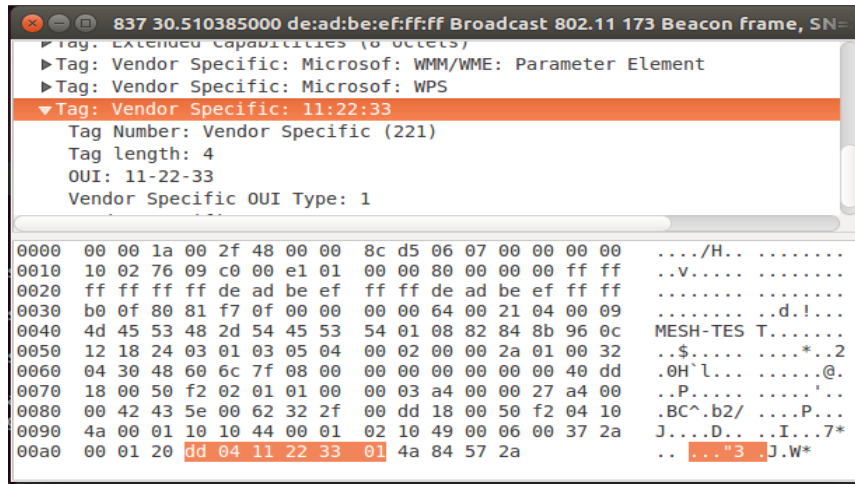 837 30.510385000 de:ad:be:ef:ff:ff Broadcast 802.11 173 Beacon frame, SN=
▶Tag: Extended Capabilities (8 octets)
▶Tag: Vendor Specific: Microsof: WMM/WME: Parameter Element
▶Tag: Vendor Specific: Microsof: WPS
▼Tag: Vendor Specific: 11:22:33
Tag Number: Vendor Specific (221)
Tag length: 4
OUI: 11-22-33
Vendor Specific OUI Type: 1
0000 00 00 1a 00 2f 48 00 00 8c d5 06 07 00 00 00 00 ..../H.. ........
0010 10 02 76 09 c0 00 e1 01 00 00 80 00 00 00 ff ff ..v..... ........
0020 ff ff ff ff de ad be ef ff ff de ad be ef ff ff ........ ........
0030 b0 0f 80 81 f7 0f 00 00 00 00 64 00 21 04 00 09 ........ ..d.!...
0040 4d 45 53 48 2d 54 45 53 54 01 08 82 84 8b 96 0c MESH-TES T.......
0050 12 18 24 03 01 03 05 04 00 02 00 00 2a 01 00 32 ..$..... ....*..2
0060 04 30 48 60 6c 7f 08 00 00 00 00 00 00 00 40 dd .0H`l... ......@.
0070 18 00 50 f2 02 01 01 00 00 03 a4 00 00 27 a4 00 ..P..... .....'..
0080 00 42 43 5e 00 62 32 2f 00 dd 18 00 50 f2 04 10 .BC^.b2/ ....P...
0090 4a 00 01 10 10 44 00 01 02 10 49 00 06 00 37 2a J....D.. ..I...7*
00a0 00 01 20 dd 04 11 22 33 01 4a 84 57 2a .. ..."3 .J.W*